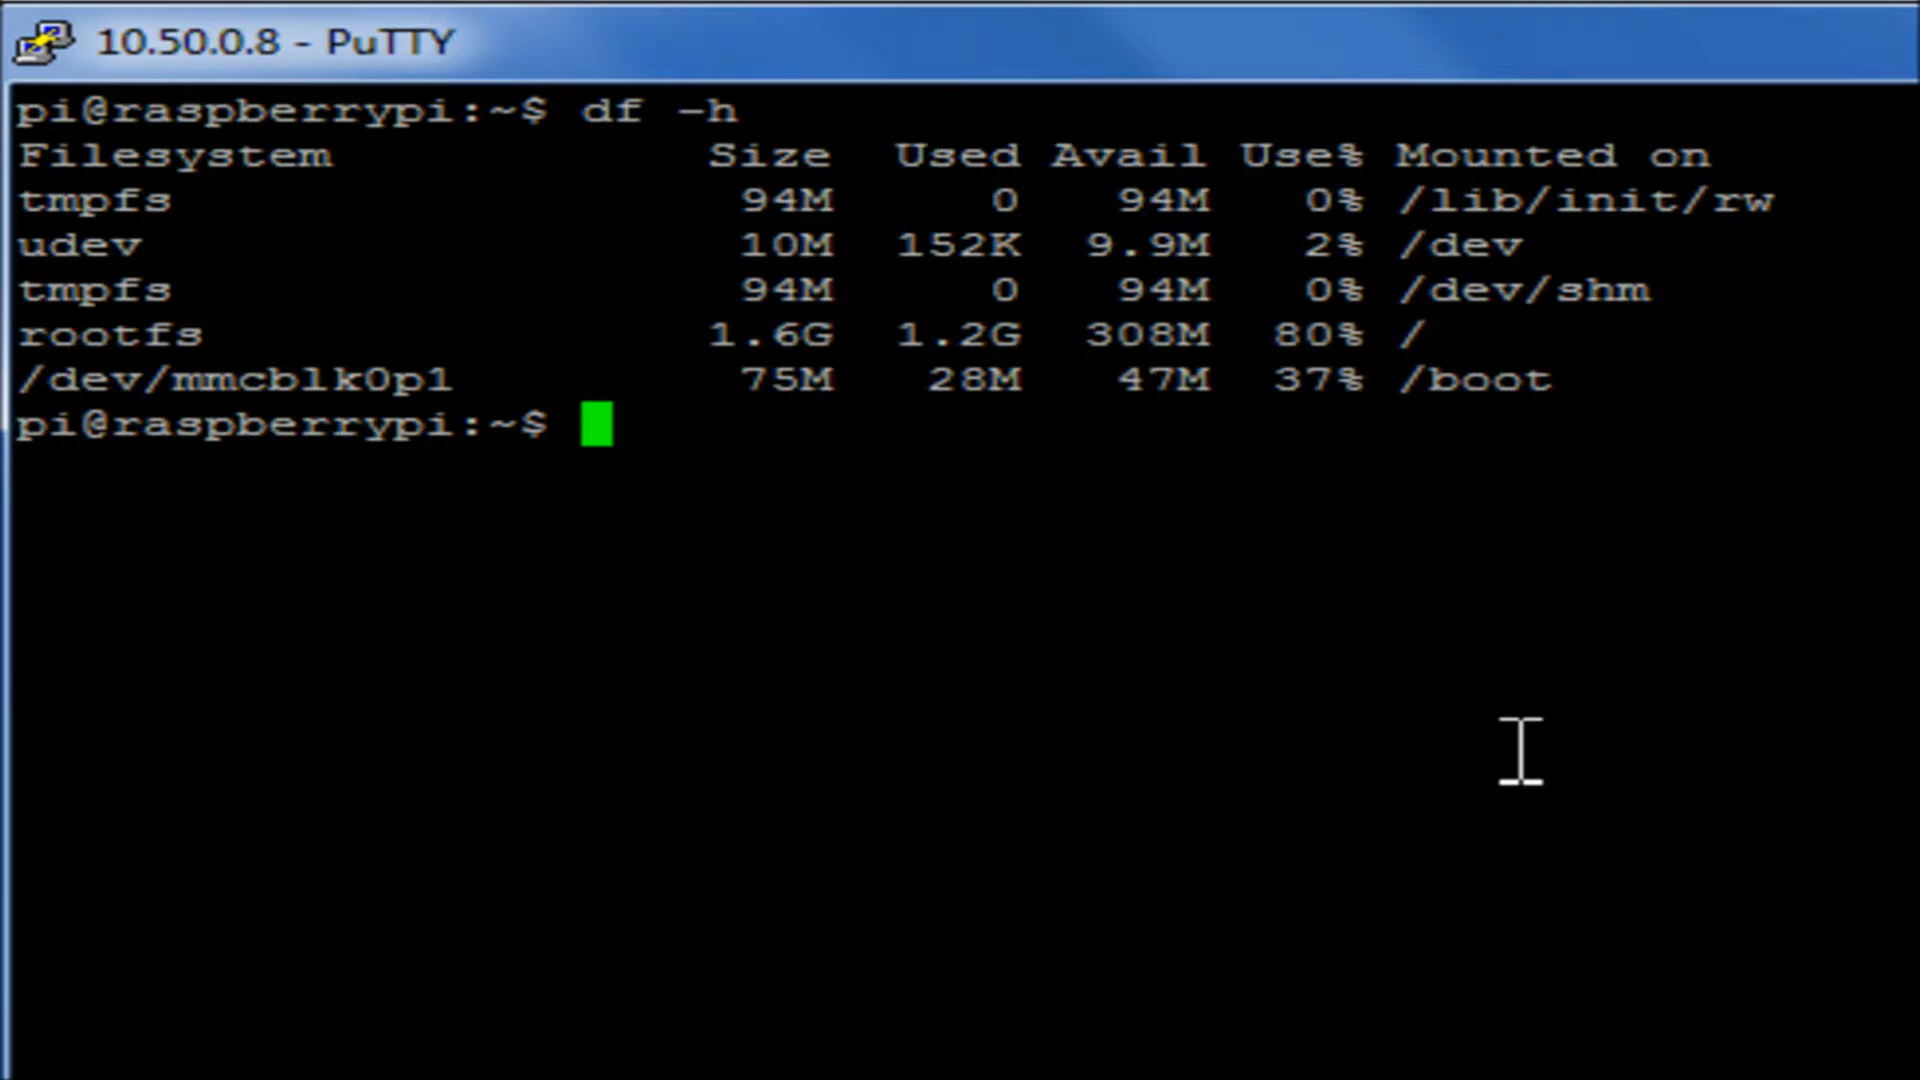 10.50.0.8 - PuTTY
pi@raspberrypi:~$ df -h
Filesystem Size Used Avail Use% Mounted on
tmpfs 94M 0 94M 0% /lib/init/rw
udev 10M 152K 9.9M 2% /dev
tmpfs 94M 0 94M 0% /dev/shm
rootfs 1.6G 1.2G 308M 80% /
/dev/mmcblk0p1 75M 28M 47M 37% /boot
pi@raspberrypi:~$